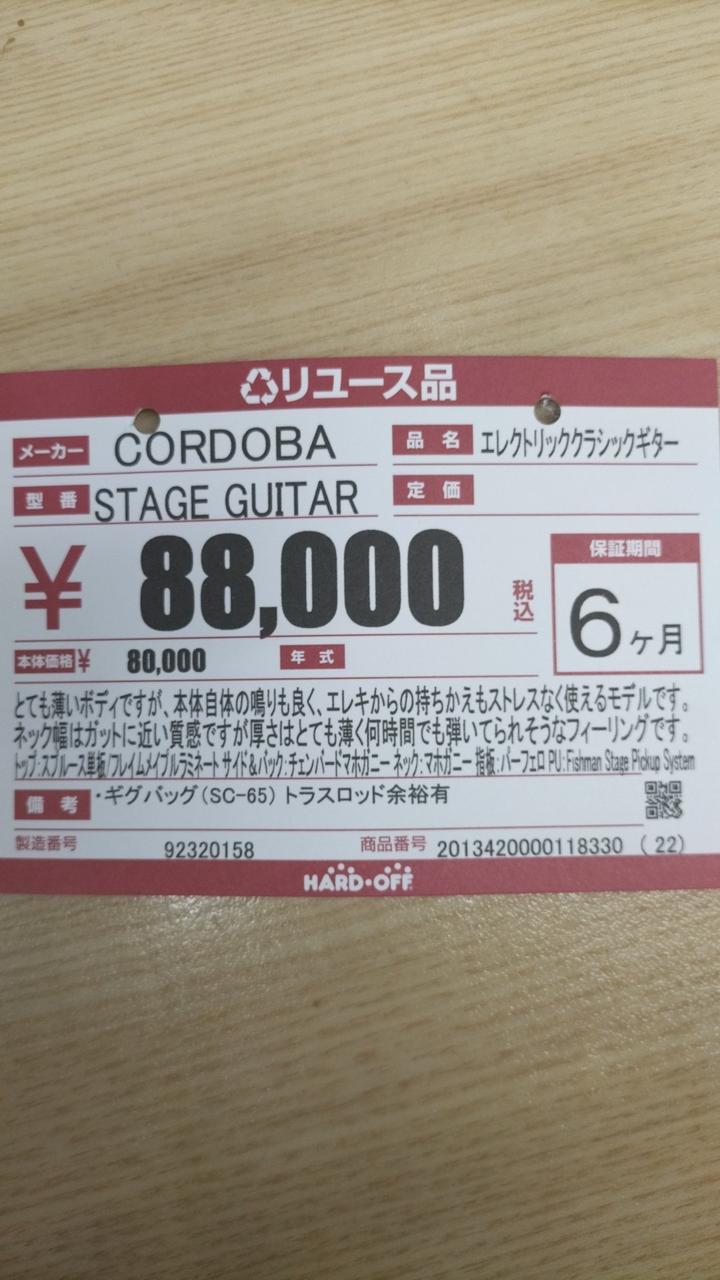 リユース品
メーカー CORDOBA 品名 エレクトリッククラシックギター
型番 STAGE GUITAR 定価
¥ 88,000 税込 保証期間 6ヶ月
本体価格¥ 80,000 年式
とても薄いボディですが、本体自体の鳴りも良く、エレキからの持ちかえもストレスなく使えるモデルです。
ネック幅はガットに近い質感ですが厚さはとても薄く何時間でも弾いてられそうなフィーリングです。
トップ:スプルース単板/フレイムメイプルラミネート サイド&バック:チェンバードマホガニー ネック:マホガニー 指板:パーフェロ PU:Fishman Stage Pickup System
備考 ・ギグバッグ(SC-65) トラスロッド余裕有
製造番号 92320158 商品番号 2013420000118330 (22)
HARD・OFF